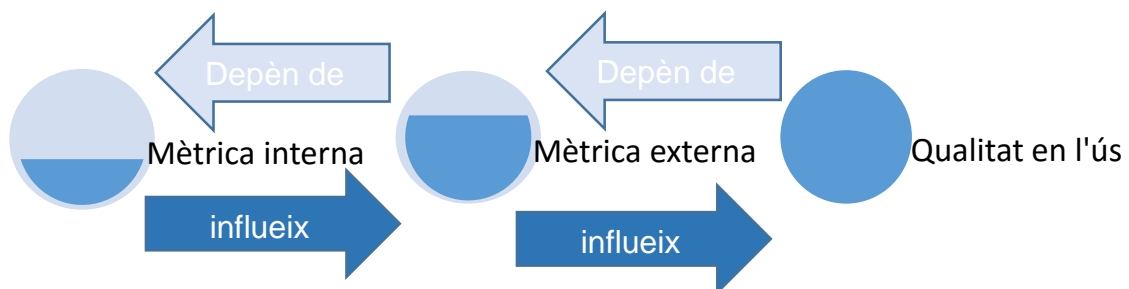 Depèn de
Depèn de
Mètrica interna
Mètrica externa
Qualitat en l'ús
influeix
influeix